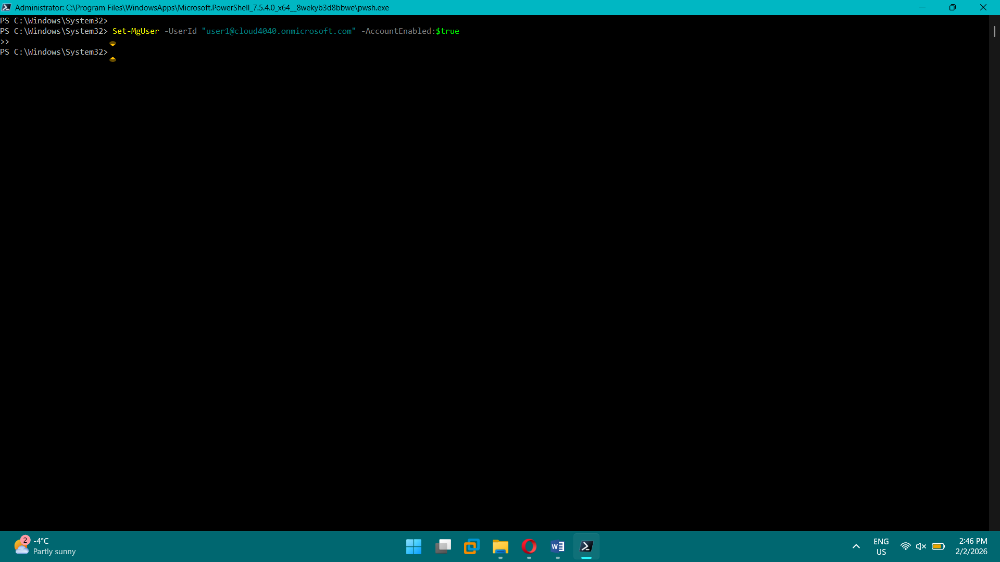 Administrator: C:\Program Files\WindowsApps\Microsoft.PowerShell_7.5.4.0_x64__8wekyb3d8bbwe\pwsh.exe
PS C:\Windows\System32>
PS C:\Windows\System32> Set-MgUser -UserId "user1@cloud4040.onmicrosoft.com" -AccountEnabled:$true
>>
PS C:\Windows\System32>
2
-4°C
Partly sunny
W
ENG
US
2:46 PM
2/2/2026